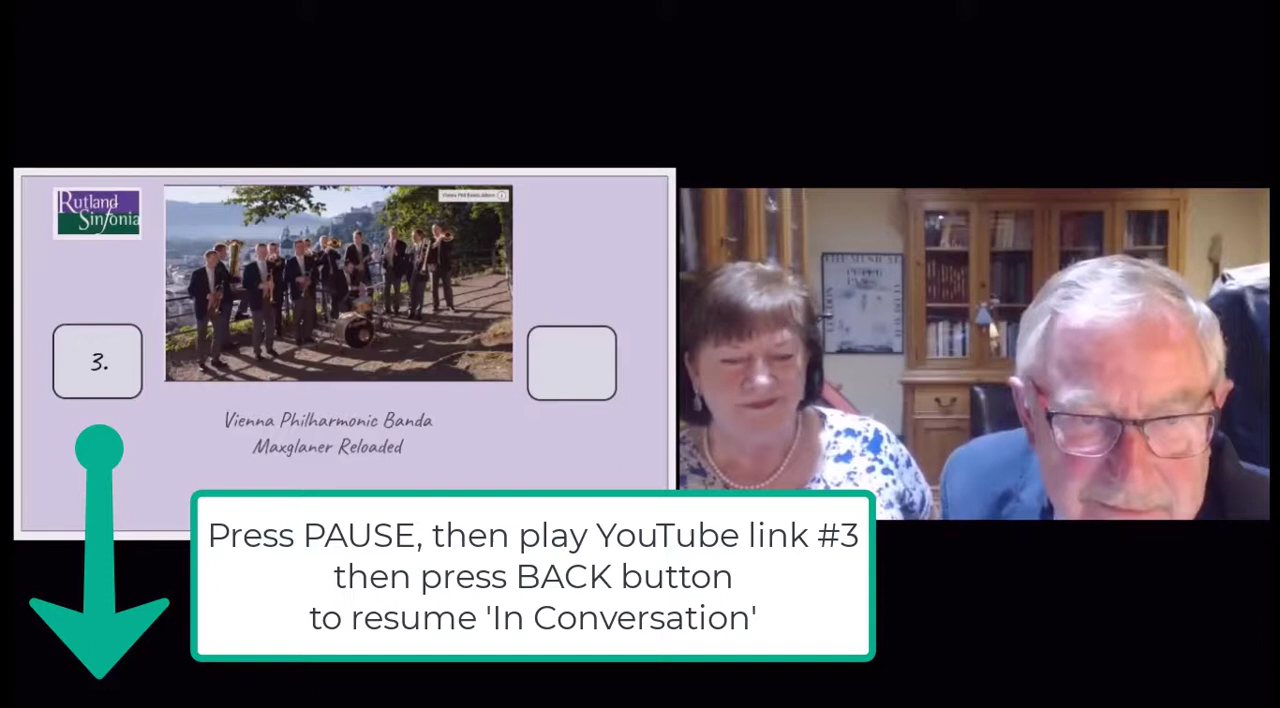 Rutland
Sinfonia
3.
Vienna Philharmonic Banda
Maxglaner Reloaded
Press PAUSE, then play YouTube link #3
then press BACK button
to resume 'In Conversation'